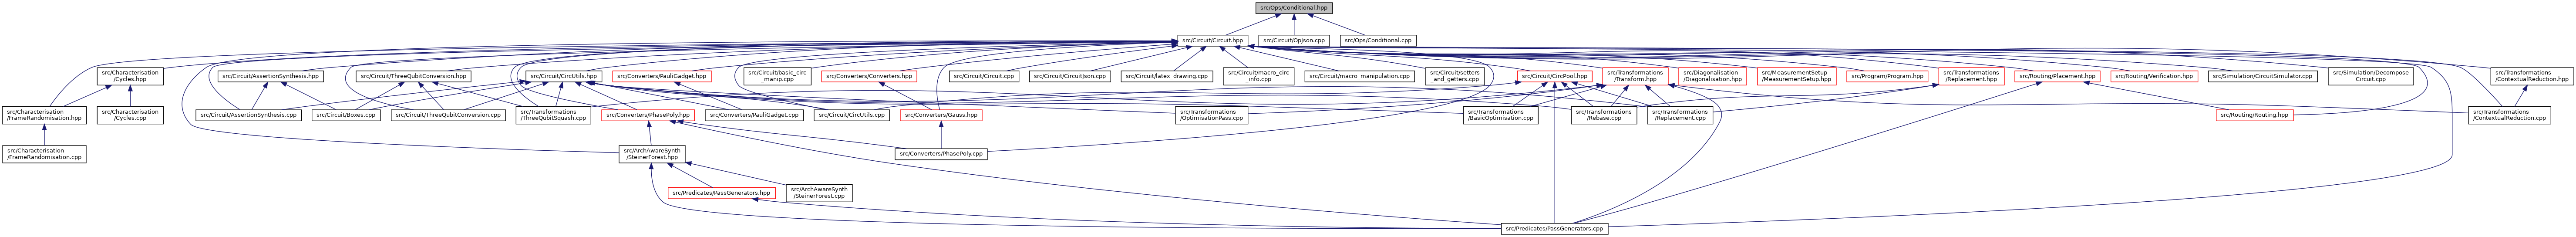 src/Ops/Conditional.hpp
src/Circuit/Circuit.hpp
src/Circuit/OpJson.cpp
src/Ops/Conditional.cpp
src/Characterisation
/Cycles.hpp
src/Circuit/AssertionSynthesis.hpp
src/Circuit/ThreeQubitConversion.hpp
src/Circuit/CircUtils.hpp
src/Converters/PauliGadget.hpp
src/Circuit/basic_circ
_manip.cpp
src/Converters/Converters.hpp
src/Circuit/Circuit.cpp
src/Circuit/CircuitJson.cpp
src/Circuit/latex_drawing.cpp
src/Circuit/macro_circ
_info.cpp
src/Circuit/macro_manipulation.cpp
src/Circuit/setters
_and_getters.cpp
src/Circuit/CircPool.hpp
src/Transformations
/Transform.hpp
src/Diagonalisation
/Diagonalisation.hpp
src/MeasurementSetup
/MeasurementSetup.hpp
src/Program/Program.hpp
src/Transformations
/Replacement.hpp
src/Routing/Placement.hpp
src/Routing/Verification.hpp
src/Simulation/CircuitSimulator.cpp
src/Simulation/Decompose
Circuit.cpp
src/Transformations
/ContextualReduction.hpp
src/Characterisation
/FrameRandomisation.hpp
src/Characterisation
/Cycles.cpp
src/Circuit/AssertionSynthesis.cpp
src/Circuit/Boxes.cpp
src/Circuit/ThreeQubitConversion.cpp
src/Transformations
/ThreeQubitSquash.cpp
src/Converters/PhasePoly.hpp
src/Converters/PauliGadget.cpp
src/Circuit/CircUtils.cpp
src/Converters/Gauss.hpp
src/Transformations
/OptimisationPass.cpp
src/Transformations
/BasicOptimisation.cpp
src/Transformations
/Rebase.cpp
src/Transformations
/Replacement.cpp
src/Routing/Routing.hpp
src/Transformations
/ContextualReduction.cpp
src/Characterisation
/FrameRandomisation.cpp
src/ArchAwareSynth
/SteinerForest.hpp
src/Converters/PhasePoly.cpp
src/Predicates/PassGenerators.hpp
src/ArchAwareSynth
/SteinerForest.cpp
src/Predicates/PassGenerators.cpp